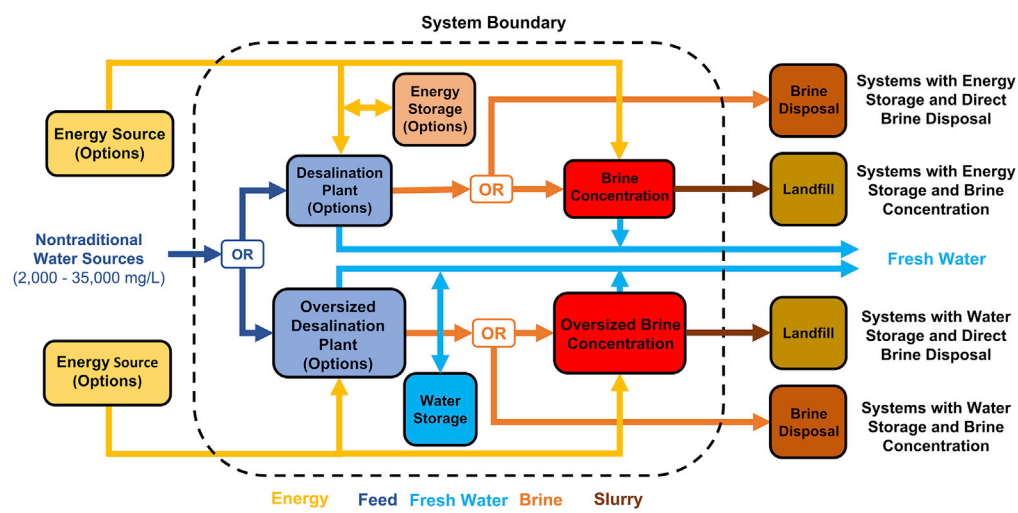 System Boundary
Energy Source
(Options)
Energy
Storage
(Options)
Brine
Disposal
Systems with Energy
Storage and Direct
Brine Disposal
Desalination
Plant
(Options)
OR
Brine
Concentration
Landfill
Systems with Energy
Storage and Brine
Concentration
Nontraditional
Water Sources
(2,000 - 35,000 mg/L)
OR
Fresh Water
Oversized
Desalination
Plant
(Options)
OR
Oversized Brine
Concentration
Landfill
Systems with Water
Storage and Direct
Brine Disposal
Energy Source
(Options)
Water
Storage
Brine
Disposal
Systems with Water
Storage and Brine
Concentration
Energy Feed Fresh Water Brine Slurry